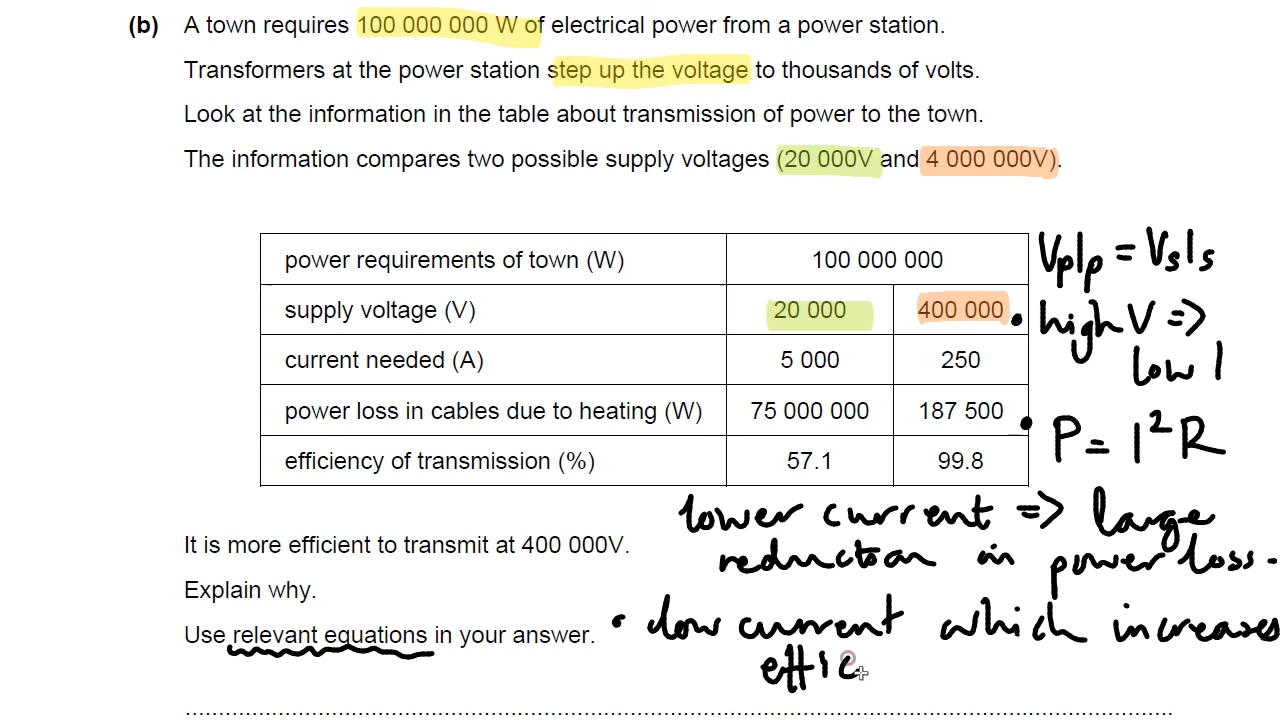 (b) A town requires 100 000 000 W of electrical power from a power station.
Transformers at the power station step up the voltage to thousands of volts.
Look at the information in the table about transmission of power to the town.
The information compares two possible supply voltages (20 000V and 4 000 000V).
power requirements of town (W) 100 000 000
supply voltage (V) 20 000 400 000
current needed (A) 5 000 250
power loss in cables due to heating (W) 75 000 000 187 500
efficiency of transmission (%) 57.1 99.8
VpIp = VsIs
• high V =>
low I
• P = I²R
lower current => large
reduction in power loss.
It is more efficient to transmit at 400 000V.
Explain why.
Use relevant equations in your answer.
• low current which increases
effic